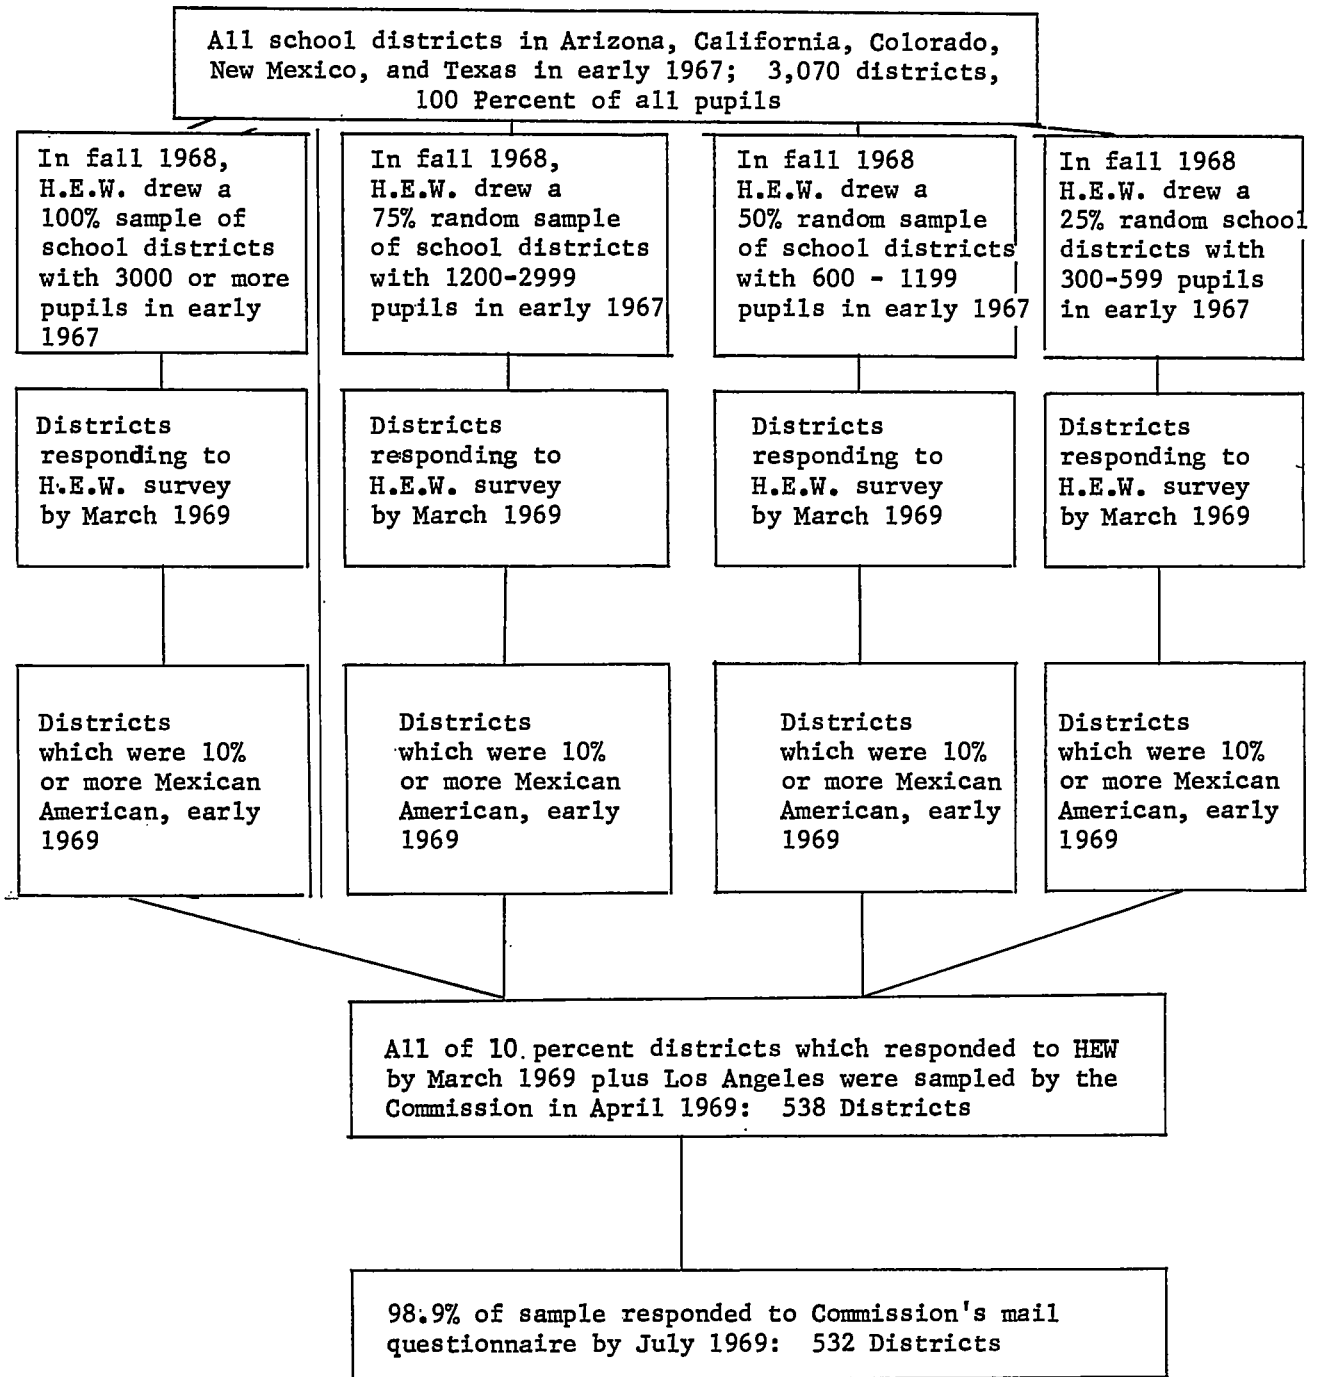 All school districts in Arizona, California, Colorado,
New Mexico, and Texas in early 1967; 3,070 districts,
100 Percent of all pupils
In fall 1968,
H.E.W. drew a
100% sample of
school districts
with 3000 or more
pupils in early
1967
In fall 1968,
H.E.W. drew a
75% random sample
of school districts
with 1200-2999
pupils in early 1967
In fall 1968
H.E.W. drew a
50% random sample
of school districts
with 600 - 1199
pupils in early 1967
In fall 1968
H.E.W. drew a
25% random school
districts with
300-599 pupils
in early 1967
Districts
responding to
H.E.W. survey
by March 1969
Districts
responding to
H.E.W. survey
by March 1969
Districts
responding to
H.E.W. survey
by March 1969
Districts
responding to
H.E.W. survey
by March 1969
Districts
which were 10%
or more Mexican
American, early
1969
Districts
which were 10%
or more Mexican
American, early
1969
Districts
which were 10%
or more Mexican
American, early
1969
Districts
which were 10%
or more Mexican
American, early
1969
All of 10 percent districts which responded to HEW
by March 1969 plus Los Angeles were sampled by the
Commission in April 1969: 538 Districts
98.9% of sample responded to Commission's mail
questionnaire by July 1969: 532 Districts